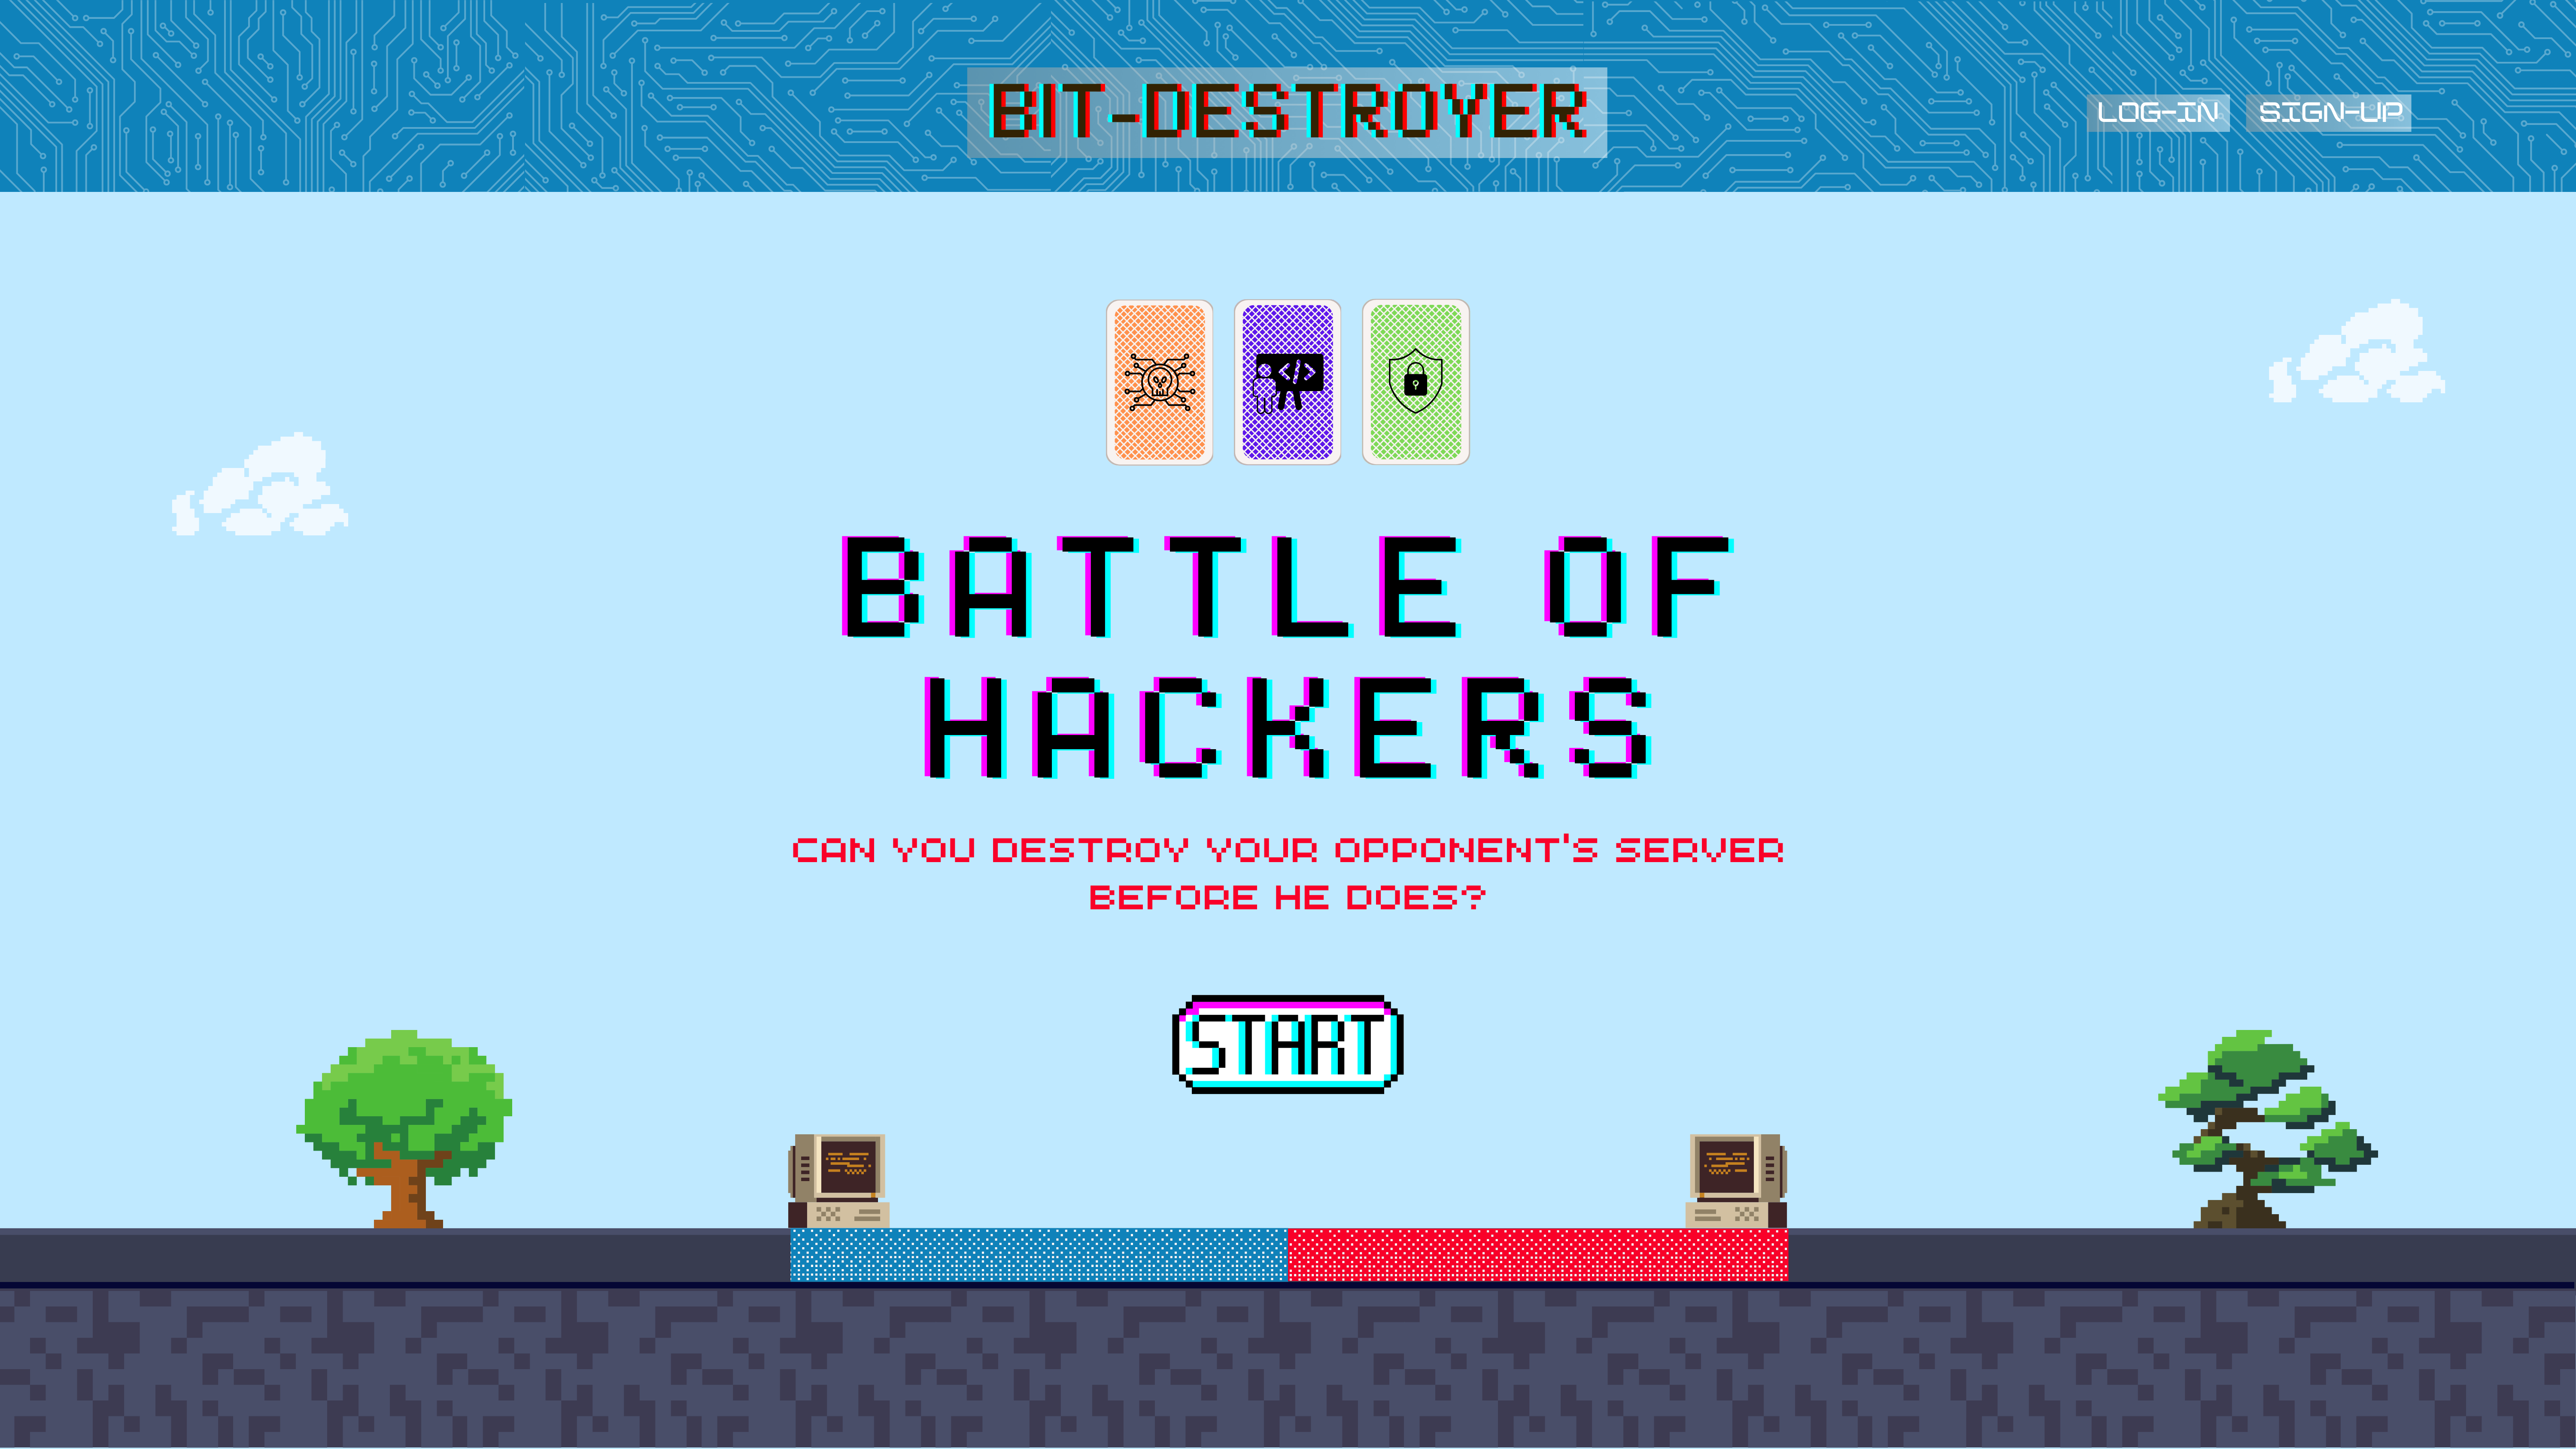 BIT-DESTROYER
LOG-IN SIGN-UP
</>
BATTLE OF
HACKERS
CAN YOU DESTROY YOUR OPPONENT'S SERVER
BEFORE HE DOES?
START